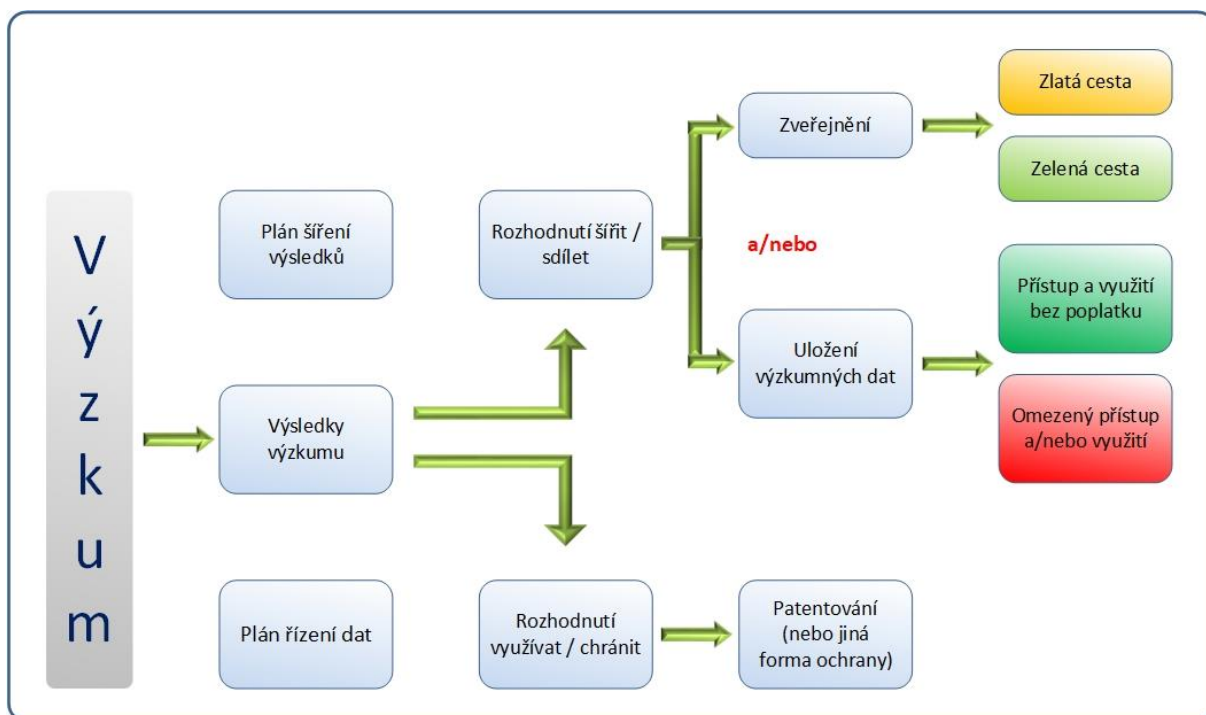 Výzkum
Plán šíření
výsledků
Výsledky
výzkumu
Plán řízení dat
Rozhodnutí šířit /
sdílet
Rozhodnutí
využívat / chránit
Zveřejnění
a/nebo
Uložení
výzkumných dat
Patentování
(nebo jiná
forma ochrany)
Zlatá cesta
Zelená cesta
Přístup a využití
bez poplatku
Omezený přístup
a/nebo využití